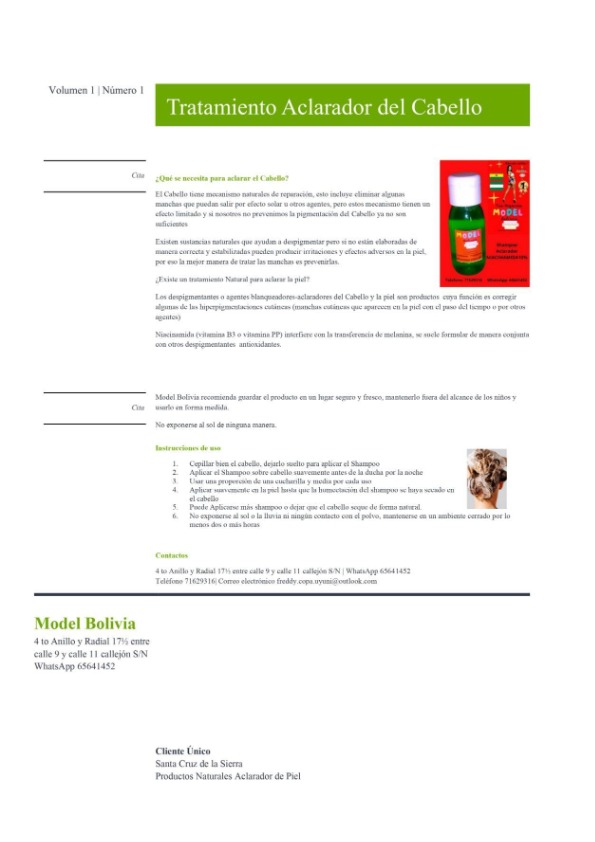 Volumen 1 | Número 1
Tratamiento Aclarador del Cabello
Cita
¿Qué se necesita para aclarar el Cabello?
El Cabello tiene mecanismo naturales de reparación, esto incluye eliminar algunas
manchas que puedan salir por efecto solar u otros agentes, pero estos mecanismo tienen un
efecto limitado y si nosotros no prevenimos la pigmentación del Cabello ya no son
suficientes
Existen sustancias naturales que ayudan a despigmentar pero si no están elaboradas de
manera correcta y estabilizadas pueden producir irritaciones y efectos adversos en la piel,
por eso la mejor manera de tratar las manchas es prevenirlas.
¿Existe un tratamiento Natural para aclarar la piel?
MODEL
Shampoo
Los despigmentantes o agentes blanqueadores-aclaradores del Cabello y la piel son productos cuya función es corregir
algunas de las hiperpigmentaciones cutáneas (manchas cutáneas que aparecen en la piel con el paso del tiempo o por otros
agentes)
Niacinamida (vitamina B3 o vitamina PP) interfiere con la transferencia de melanina, se suele formular de manera conjunta
con otros despigmentantes antioxidantes.
Cita
Model Bolivia recomienda guardar el producto en un lugar seguro y fresco, mantenerlo fuera del alcance de los niños y
usarlo en forma medida.
No exponerse al sol de ninguna manera.
Instrucciones de uso
1. Cepillar bien el cabello, dejarlo suelto para aplicar el Shampoo
2. Aplicar el Shampoo sobre cabello suavemente antes de la ducha por la noche
3. Usar una proporción de una cucharilla y media por cada uso
4. Aplicar suavemente en la piel hasta que la humectación del shampoo se haya secado en
el cabello
5. Puede Aplicarse más shampoo o dejar que el cabello seque de forma natural.
6. No exponerse al sol o la lluvia ni ningún contacto con el polvo, mantenerse en un ambiente cerrado por lo
menos dos o más horas
Contactos
4 to Anillo y Radial 17½ entre calle 9 y calle 11 callejón S/N | WhatsApp 65641452
Teléfono 71629316| Correo electrónico freddy.copa.uyuni@outlook.com
Model Bolivia
4 to Anillo y Radial 17½ entre
calle 9 y calle 11 callejón S/N
WhatsApp 65641452
Cliente Único
Santa Cruz de la Sierra
Productos Naturales Aclarador de Piel